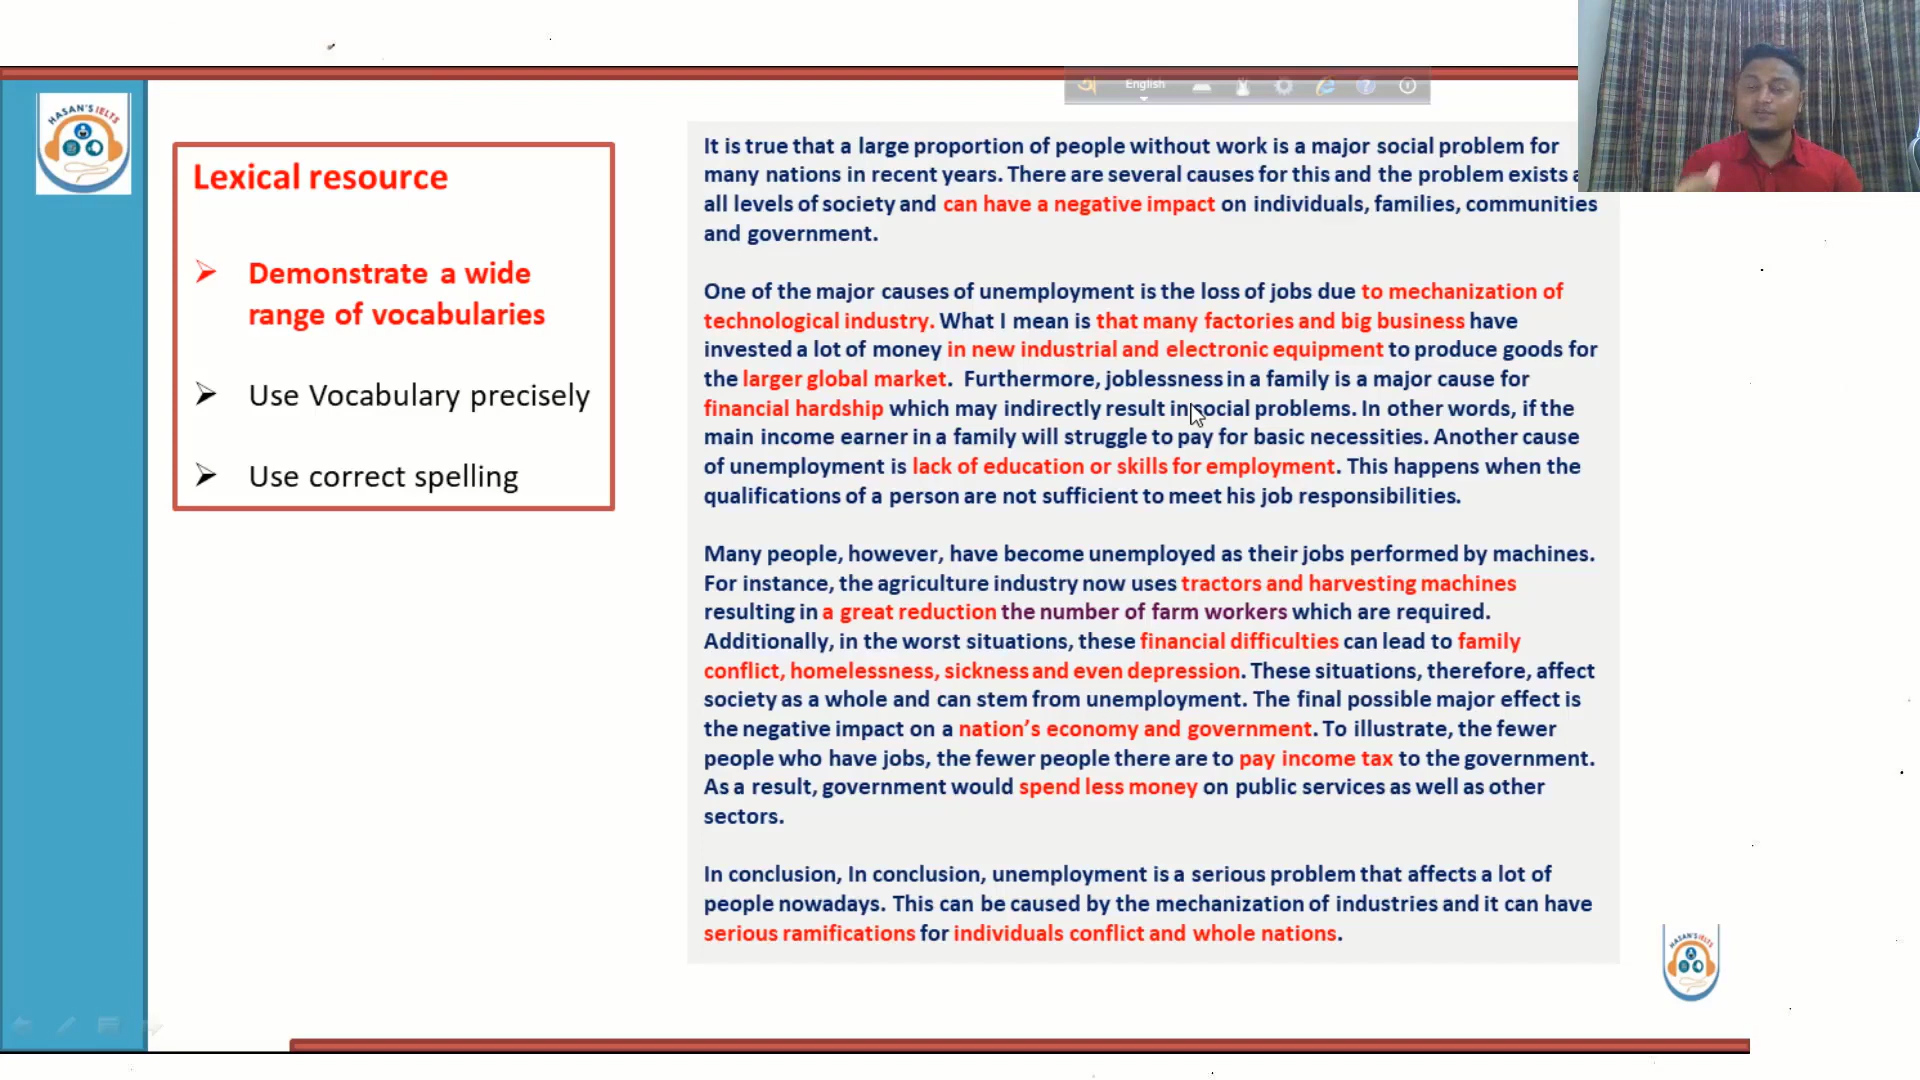 HASAN'S IELTS
English
Lexical resource
Demonstrate a wide
range of vocabularies
Use Vocabulary precisely
Use correct spelling
It is true that a large proportion of people without work is a major social problem for
many nations in recent years. There are several causes for this and the problem exists
all levels of society and can have a negative impact on individuals, families, communities
and government.
One of the major causes of unemployment is the loss of jobs due to mechanization of
technological industry. What I mean is that many factories and big business have
invested a lot of money in new industrial and electronic equipment to produce goods for
the larger global market. Furthermore, joblessness in a family is a major cause for
financial hardship which may indirectly result in social problems. In other words, if the
main income earner in a family will struggle to pay for basic necessities. Another cause
of unemployment is lack of education or skills for employment. This happens when the
qualifications of a person are not sufficient to meet his job responsibilities.
Many people, however, have become unemployed as their jobs performed by machines.
For instance, the agriculture industry now uses tractors and harvesting machines
resulting in a great reduction the number of farm workers which are required.
Additionally, in the worst situations, these financial difficulties can lead to family
conflict, homelessness, sickness and even depression. These situations, therefore, affect
society as a whole and can stem from unemployment. The final possible major effect is
the negative impact on a nation's economy and government. To illustrate, the fewer
people who have jobs, the fewer people there are to pay income tax to the government.
As a result, government would spend less money on public services as well as other
sectors.
In conclusion, In conclusion, unemployment is a serious problem that affects a lot of
people nowadays. This can be caused by the mechanization of industries and it can have
serious ramifications for individuals conflict and whole nations.
HASAN'S IELTS